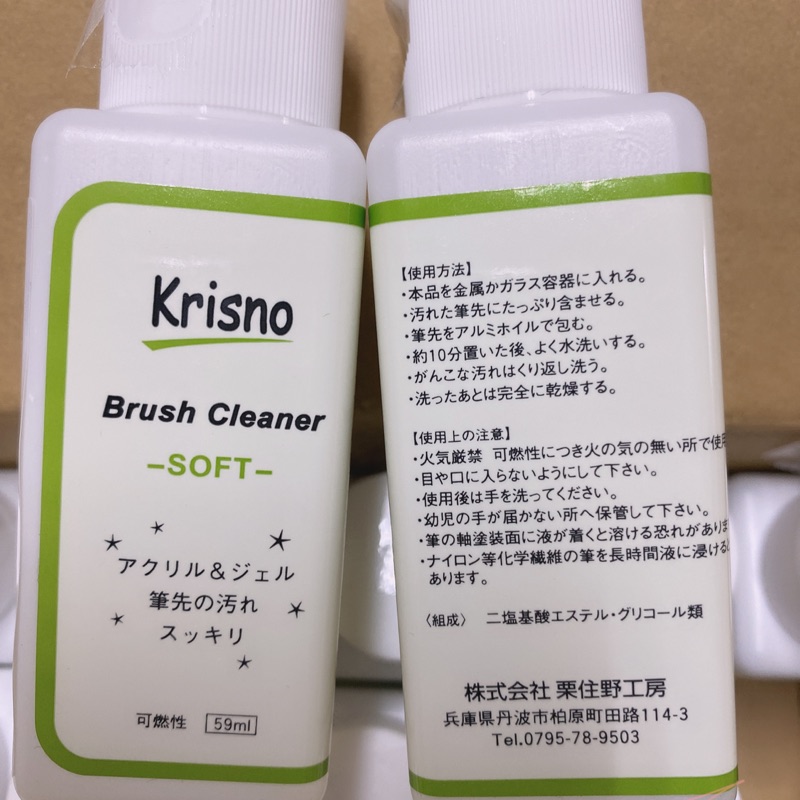 Krisno
Brush Cleaner
-SOFT-
アクリル＆ジェル
筆先の汚れ
スッキリ
可燃性 59ml
【使用方法】
・本品を金属かガラス容器に入れる。
・汚れた筆先にたっぷり含ませる。
・筆先をアルミホイルで包む。
・約10分置いた後、よく水洗いする。
・がんこな汚れはくり返し洗う。
・洗ったあとは完全に乾燥する。
【使用上の注意】
・火気厳禁 可燃性につき火の気の無い所で使用
・目や口に入らないようにして下さい。
・使用後は手を洗ってください。
・幼児の手が届かない所へ保管して下さい。
・筆の軸塗装面に液が着くと溶ける恐れがありま
・ナイロン等化学繊維の筆を長時間液に浸けると
あります。
〈組成〉 二塩基酸エステル・グリコール類
株式会社 栗住野工房
兵庫県丹波市柏原町田路114-3
Tel.0795-78-9503